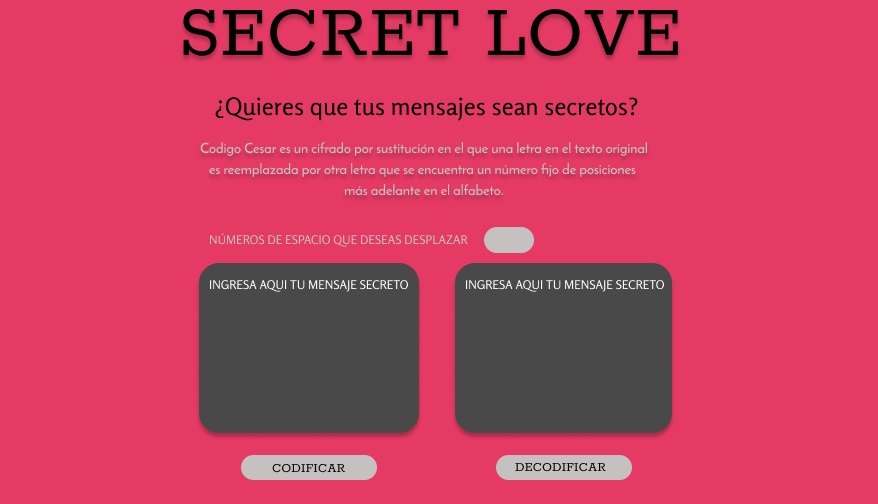 SECRET LOVE
¿Quieres que tus mensajes sean secretos?
Codigo Cesar es un cifrado por sustitución en el que una letra en el texto original
es reemplazada por otra letra que se encuentra un número fijo de posiciones
más adelante en el alfabeto.
NÚMEROS DE ESPACIO QUE DESEAS DESPLAZAR
INGRESA AQUI TU MENSAJE SECRETO
INGRESA AQUI TU MENSAJE SECRETO
CODIFICAR
DECODIFICAR